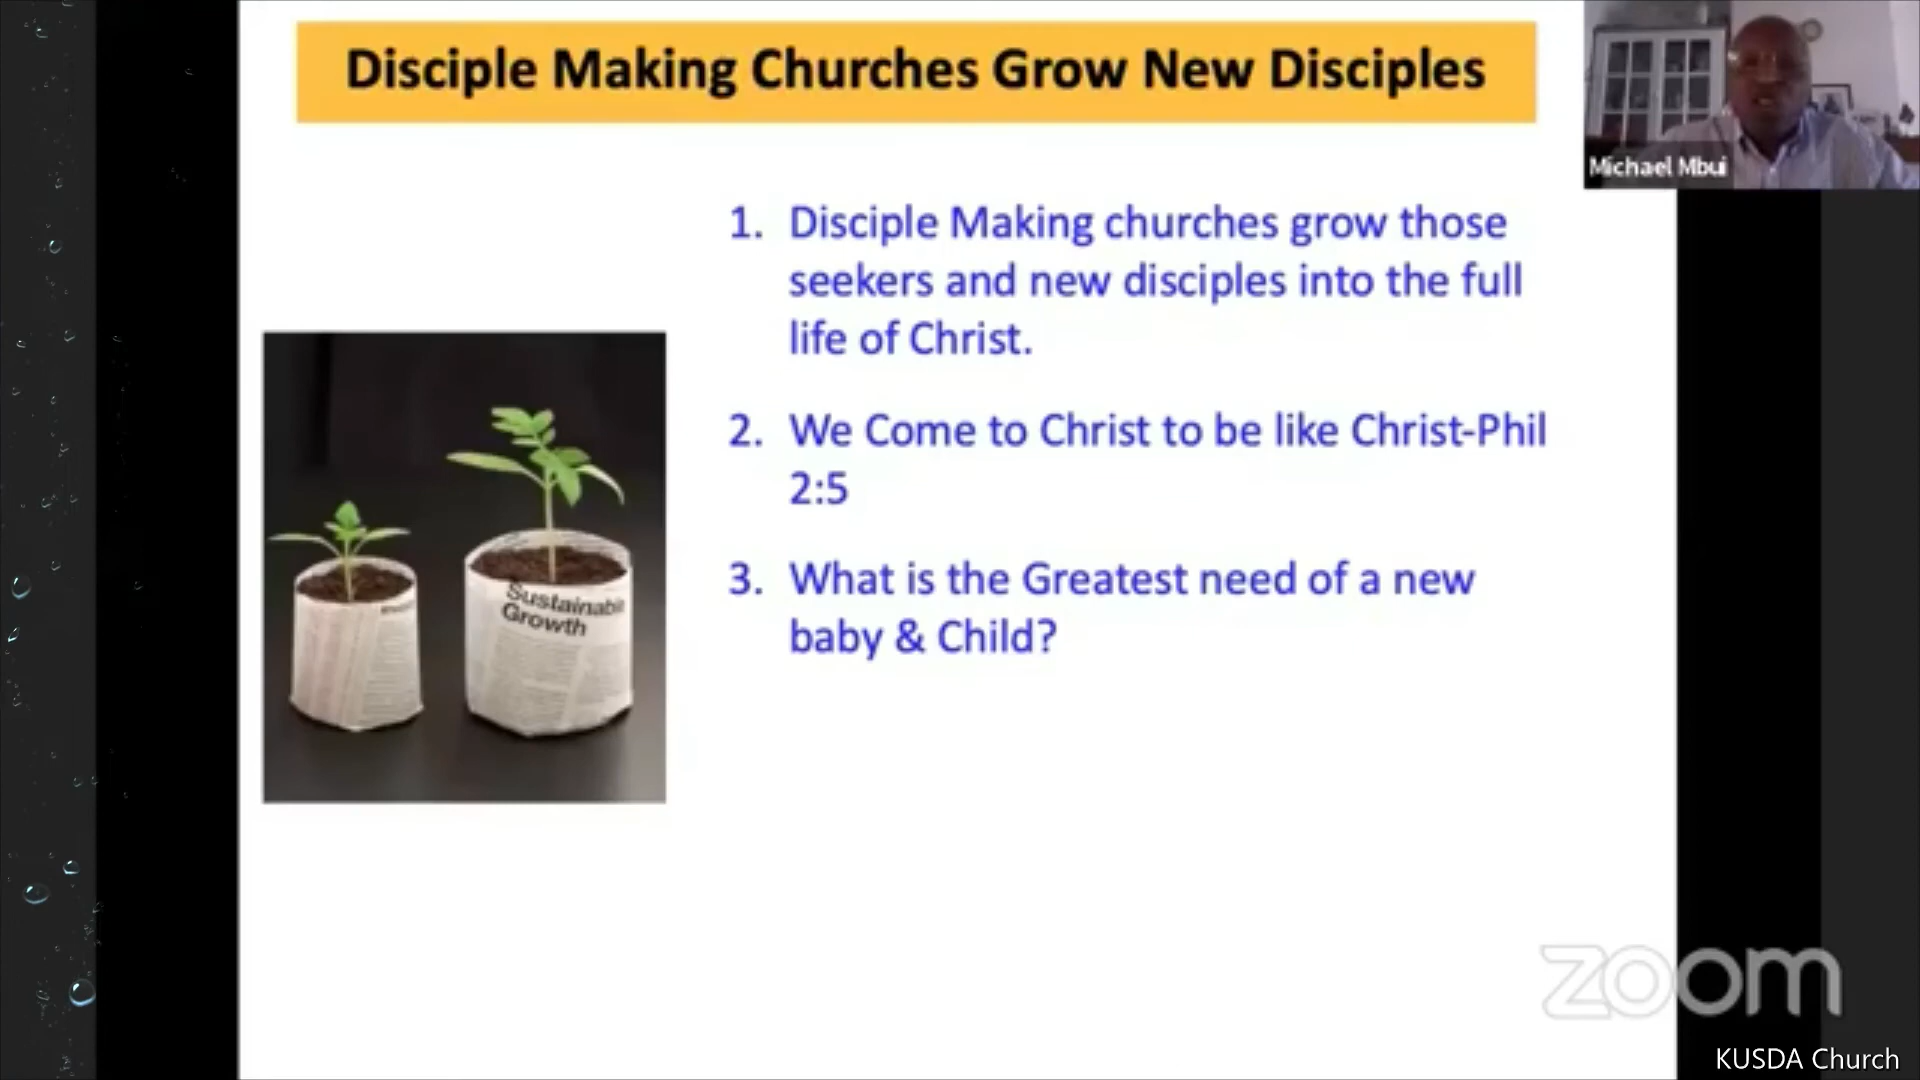 Disciple Making Churches Grow New Disciples
Michael Mbui
1. Disciple Making churches grow those
seekers and new disciples into the full
life of Christ.
2. We Come to Christ to be like Christ-Phil
2:5
3. What is the Greatest need of a new
baby & Child?
Sustainable
Growth
zoom
KUSDA Church